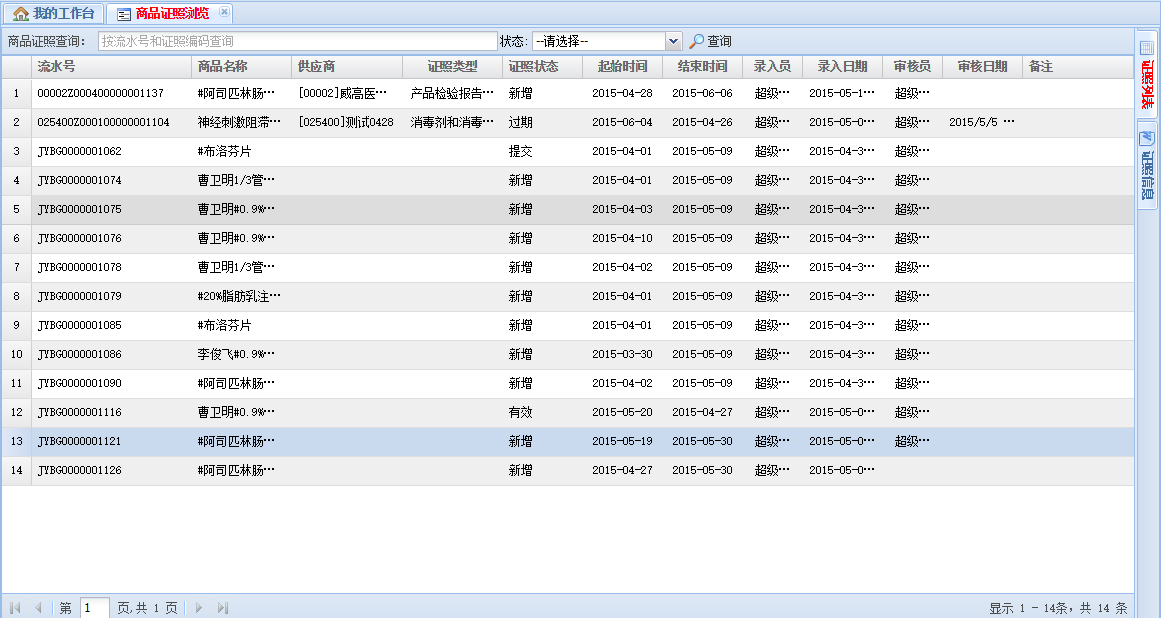 我的工作台 商品证照浏览
商品证照查询: 按流水号和证照编码查询 状态: --请选择-- 查询
流水号 商品名称 供应商 证照类型 证照状态 起始时间 结束时间 录入员 录入日期 审核员 审核日期 备注
1 00002Z000400000001137 #阿司匹林肠… [00002]威高医… 产品检验报告… 新增 2015-04-28 2015-06-06 超级… 2015-05-1… 超级…
2 025400Z000100000001104 神经刺激阻滞… [025400]测试0428 消毒剂和消毒… 过期 2015-06-04 2015-04-26 超级… 2015-05-0… 超级… 2015/5/5 …
3 JYBG0000001062 #布洛芬片 提交 2015-04-01 2015-05-09 超级… 2015-04-3… 超级…
4 JYBG0000001074 曹卫明1/3管… 新增 2015-04-01 2015-05-09 超级… 2015-04-3… 超级…
5 JYBG0000001075 曹卫明#0.9%… 新增 2015-04-03 2015-05-09 超级… 2015-04-3… 超级…
6 JYBG0000001076 曹卫明#0.9%… 新增 2015-04-10 2015-05-09 超级… 2015-04-3… 超级…
7 JYBG0000001078 曹卫明1/3管… 新增 2015-04-02 2015-05-09 超级… 2015-04-3… 超级…
8 JYBG0000001079 #20%脂肪乳注… 新增 2015-04-01 2015-05-09 超级… 2015-04-3… 超级…
9 JYBG0000001085 #布洛芬片 新增 2015-04-01 2015-05-09 超级… 2015-04-3… 超级…
10 JYBG0000001086 李俊飞#0.9%… 新增 2015-03-30 2015-05-09 超级… 2015-04-3… 超级…
11 JYBG0000001090 #阿司匹林肠… 新增 2015-04-02 2015-05-09 超级… 2015-04-3… 超级…
12 JYBG0000001116 曹卫明#0.9%… 有效 2015-05-20 2015-04-27 超级… 2015-05-0… 超级…
13 JYBG0000001121 #阿司匹林肠… 新增 2015-05-19 2015-05-30 超级… 2015-05-0… 超级…
14 JYBG0000001126 #阿司匹林肠… 新增 2015-04-27 2015-05-30 超级… 2015-05-0…
第 1 页,共 1 页 显示 1 - 14条，共 14 条
证照列表
证照信息